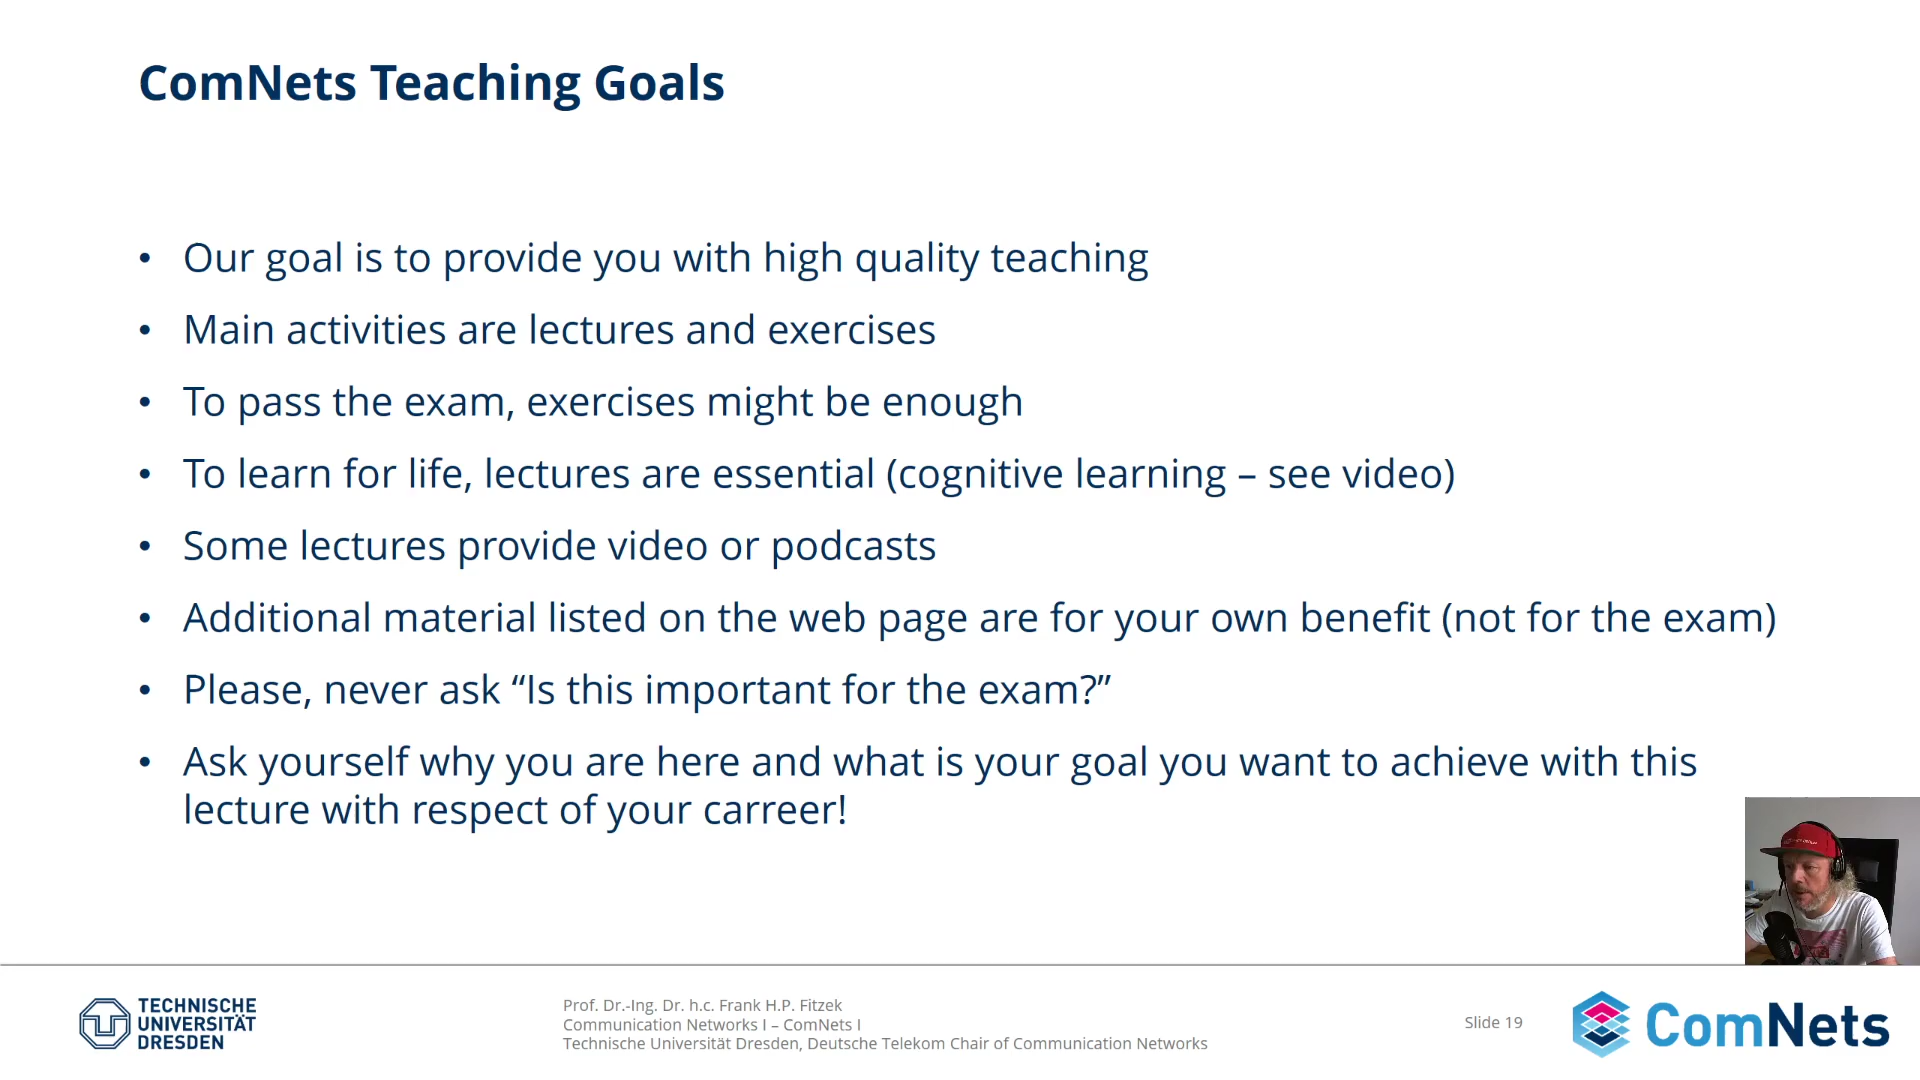 ComNets Teaching Goals
• Our goal is to provide you with high quality teaching
• Main activities are lectures and exercises
• To pass the exam, exercises might be enough
• To learn for life, lectures are essential (cognitive learning – see video)
• Some lectures provide video or podcasts
• Additional material listed on the web page are for your own benefit (not for the exam)
• Please, never ask “Is this important for the exam?”
• Ask yourself why you are here and what is your goal you want to achieve with this
lecture with respect of your carreer!
TECHNISCHE
UNIVERSITÄT
DRESDEN
Prof. Dr.-Ing. Dr. h.c. Frank H.P. Fitzek
Communication Networks I – ComNets I
Technische Universität Dresden, Deutsche Telekom Chair of Communication Networks
Slide 19
ComNets